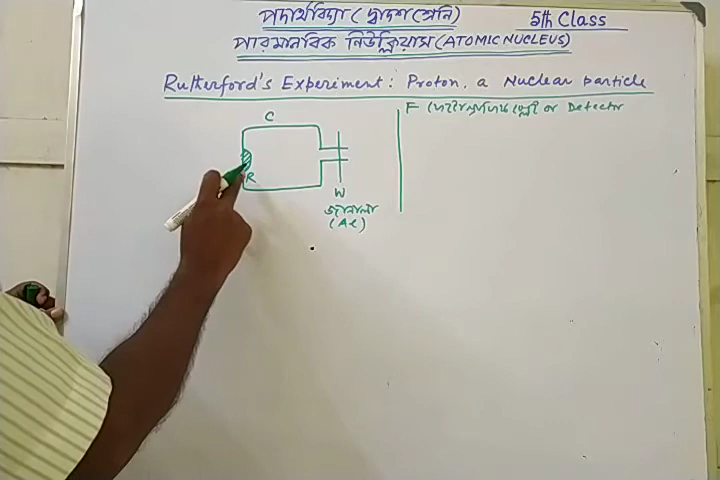 পদার্থবিদ্যা (দ্বাদশ শ্রেণি) 5th Class
পারমানবিক নিউক্লিয়াস (ATOMIC NUCLEUS)
Rutherford's Experiment: Proton, a Nuclear particle
C
F or Detector
R
W
জানালা
(Al)